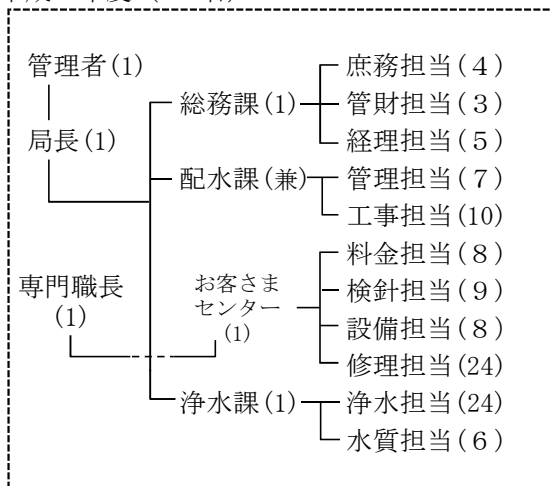 管理者(1)
局長(1)
総務課(1)
庶務担当(4)
管財担当(3)
経理担当(5)
配水課(兼)
管理担当(7)
工事担当(10)
専門職長
(1)
お客さま
センター
(1)
料金担当(8)
検針担当(9)
設備担当(8)
修理担当(24)
浄水課(1)
浄水担当(24)
水質担当(6)